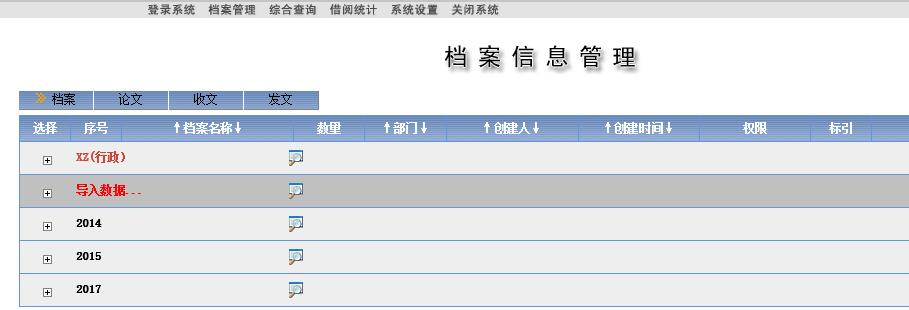 登录系统 档案管理 综合查询 借阅统计 系统设置 关闭系统
档案信息管理
档案 论文 收文 发文
选择 序号 ↑档案名称↓ 数量 ↑部门↓ ↑创建人↓ ↑创建时间↓ 权限 标引
XZ(行政)
导入数据...
2014
2015
2017